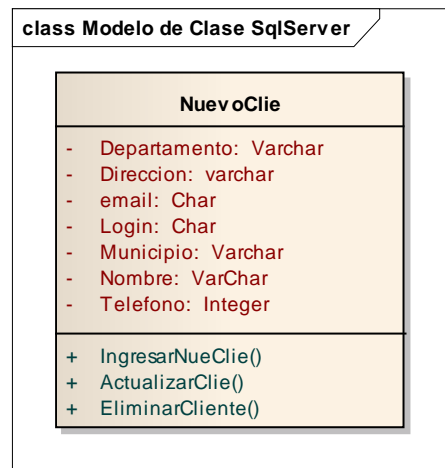 class Modelo de Clase SqlServer
NuevoClie
- Departamento: Varchar
- Direccion: varchar
- email: Char
- Login: Char
- Municipio: Varchar
- Nombre: VarChar
- Telefono: Integer
+ IngresarNueClie()
+ ActualizarClie()
+ EliminarCliente()